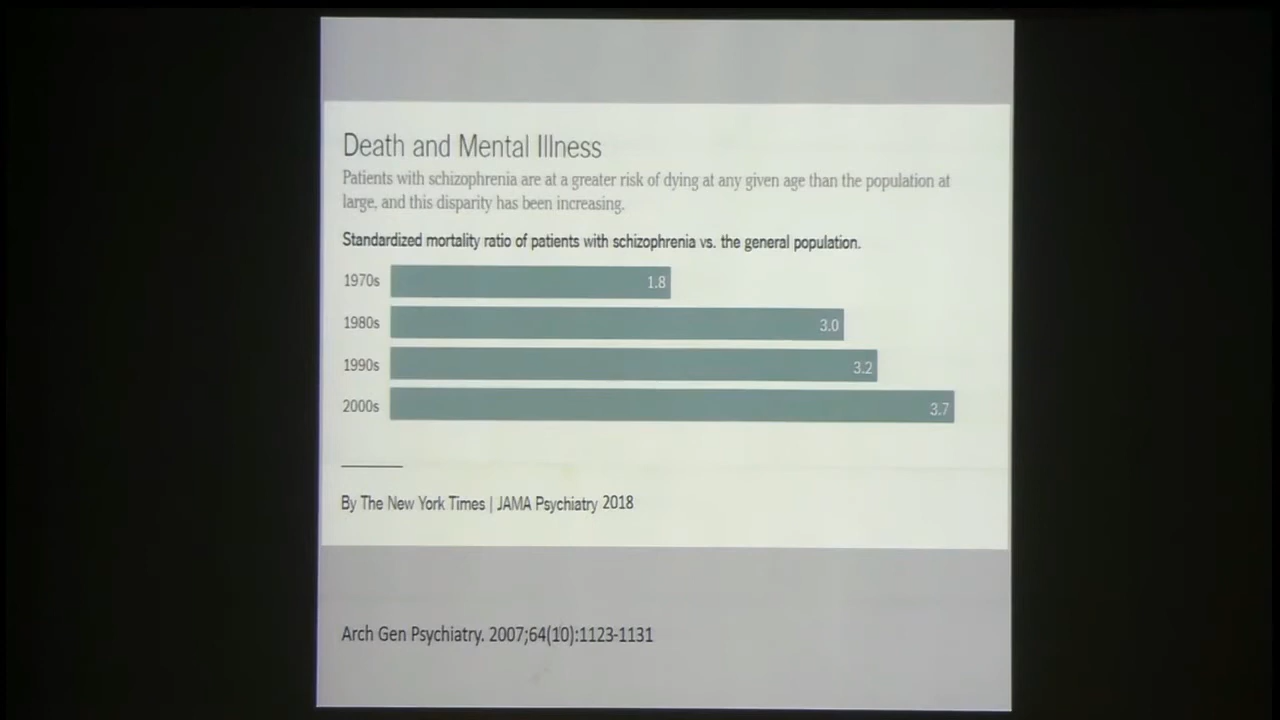 Death and Mental Illness
Patients with schizophrenia are at a greater risk of dying at any given age than the population at
large, and this disparity has been increasing.
Standardized mortality ratio of patients with schizophrenia vs. the general population.
1970s 1.8
1980s 3.0
1990s 3.2
2000s 3.7
By The New York Times | JAMA Psychiatry 2018
Arch Gen Psychiatry. 2007;64(10):1123-1131